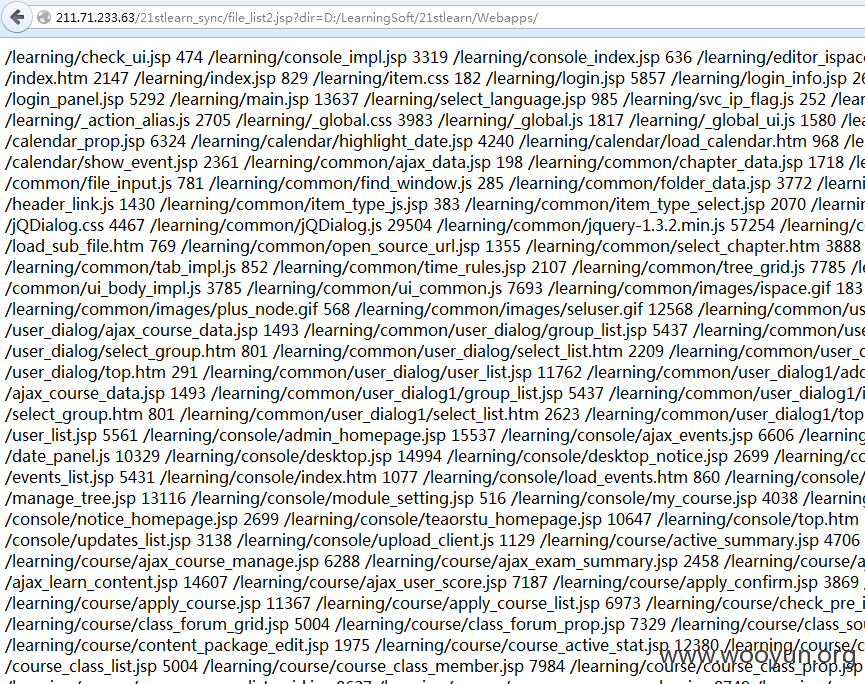 211.71.233.63/21stlearn_sync/file_list2.jsp?dir=D:/LearningSoft/21stlearn/Webapps/
/learning/check_ui.jsp 474 /learning/console_impl.jsp 3319 /learning/console_index.jsp 636 /learning/editor_ispac
/index.htm 2147 /learning/index.jsp 829 /learning/item.css 182 /learning/login.jsp 5857 /learning/login_info.jsp 26
/login_panel.jsp 5292 /learning/main.jsp 13637 /learning/select_language.jsp 985 /learning/svc_ip_flag.js 252 /lea
/learning/_action_alias.js 2705 /learning/_global.css 3983 /learning/_global.js 1817 /learning/_global_ui.js 1580 /lear
/calendar_prop.jsp 6324 /learning/calendar/highlight_date.jsp 4240 /learning/calendar/load_calendar.htm 968 /le
/calendar/show_event.jsp 2361 /learning/common/ajax_data.jsp 198 /learning/common/chapter_data.jsp 1718 /le
/common/file_input.js 781 /learning/common/find_window.js 285 /learning/common/folder_data.jsp 3772 /learni
/header_link.js 1430 /learning/common/item_type_js.jsp 383 /learning/common/item_type_select.jsp 2070 /learnin
/jQDialog.css 4467 /learning/common/jQDialog.js 29504 /learning/common/jquery-1.3.2.min.js 57254 /learning/
/load_sub_file.htm 769 /learning/common/open_source_url.jsp 1355 /learning/common/select_chapter.htm 3888
/learning/common/tab_impl.js 852 /learning/common/time_rules.jsp 2107 /learning/common/tree_grid.js 7785 /le
/common/ui_body_impl.js 3785 /learning/common/ui_common.js 7693 /learning/common/images/ispace.gif 183
/learning/common/images/plus_node.gif 568 /learning/common/images/seluser.gif 12568 /learning/common/us
/user_dialog/ajax_course_data.jsp 1493 /learning/common/user_dialog/group_list.jsp 5437 /learning/common/use
/user_dialog/select_group.htm 801 /learning/common/user_dialog/select_list.htm 2209 /learning/common/user_d
/user_dialog/top.htm 291 /learning/common/user_dialog/user_list.jsp 11762 /learning/common/user_dialog1/add
/ajax_course_data.jsp 1493 /learning/common/user_dialog1/group_list.jsp 5437 /learning/common/user_dialog1/i
/select_group.htm 801 /learning/common/user_dialog1/select_list.htm 2623 /learning/common/user_dialog1/top
/user_list.jsp 5561 /learning/console/admin_homepage.jsp 15537 /learning/console/ajax_events.jsp 6606 /learning
/date_panel.js 10329 /learning/console/desktop.jsp 14994 /learning/console/desktop_notice.jsp 2699 /learning/co
/events_list.jsp 5431 /learning/console/index.htm 1077 /learning/console/load_events.htm 860 /learning/console/
/manage_tree.jsp 13116 /learning/console/module_setting.jsp 516 /learning/console/my_course.jsp 4038 /learning
/console/notice_homepage.jsp 2699 /learning/console/teaorstu_homepage.jsp 10647 /learning/console/top.htm
/console/updates_list.jsp 3138 /learning/console/upload_client.js 1129 /learning/course/active_summary.jsp 4706
/learning/course/ajax_course_manage.jsp 6288 /learning/course/ajax_exam_summary.jsp 2458 /learning/course/a
/ajax_learn_content.jsp 14607 /learning/course/ajax_user_score.jsp 7187 /learning/course/apply_confirm.jsp 3869 /
/learning/course/apply_course.jsp 11367 /learning/course/apply_course_list.jsp 6973 /learning/course/check_pre_i
/learning/course/class_forum_grid.jsp 5004 /learning/course/class_forum_prop.jsp 7329 /learning/course/class_sou
/learning/course/content_package_edit.jsp 1975 /learning/course/course_active_stat.jsp 12380 /learning/course/co
/course_class_list.jsp 5004 /learning/course/course_class_member.jsp 7984 /learning/course/course_class_prop.jsp
www.wooyun.org